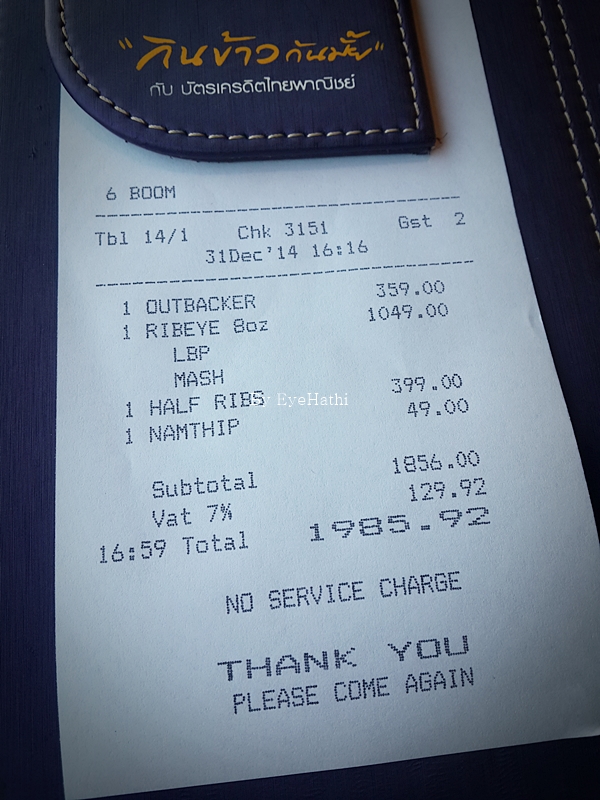 "กินข้าวกันมั้ย"
กับ บัตรเครดิตไทยพาณิชย์
6 BOOM
Tbl 14/1 Chk 3151 Gst 2
31Dec'14 16:16
1 OUTBACKER 359.00
1 RIBEYE 8oz 1049.00
LBP
MASH
1 HALF RIBS 399.00
1 NAMTHIP 49.00
By EyeHathi
Subtotal 1856.00
Vat 7% 129.92
16:59 Total 1985.92
NO SERVICE CHARGE
THANK YOU
PLEASE COME AGAIN